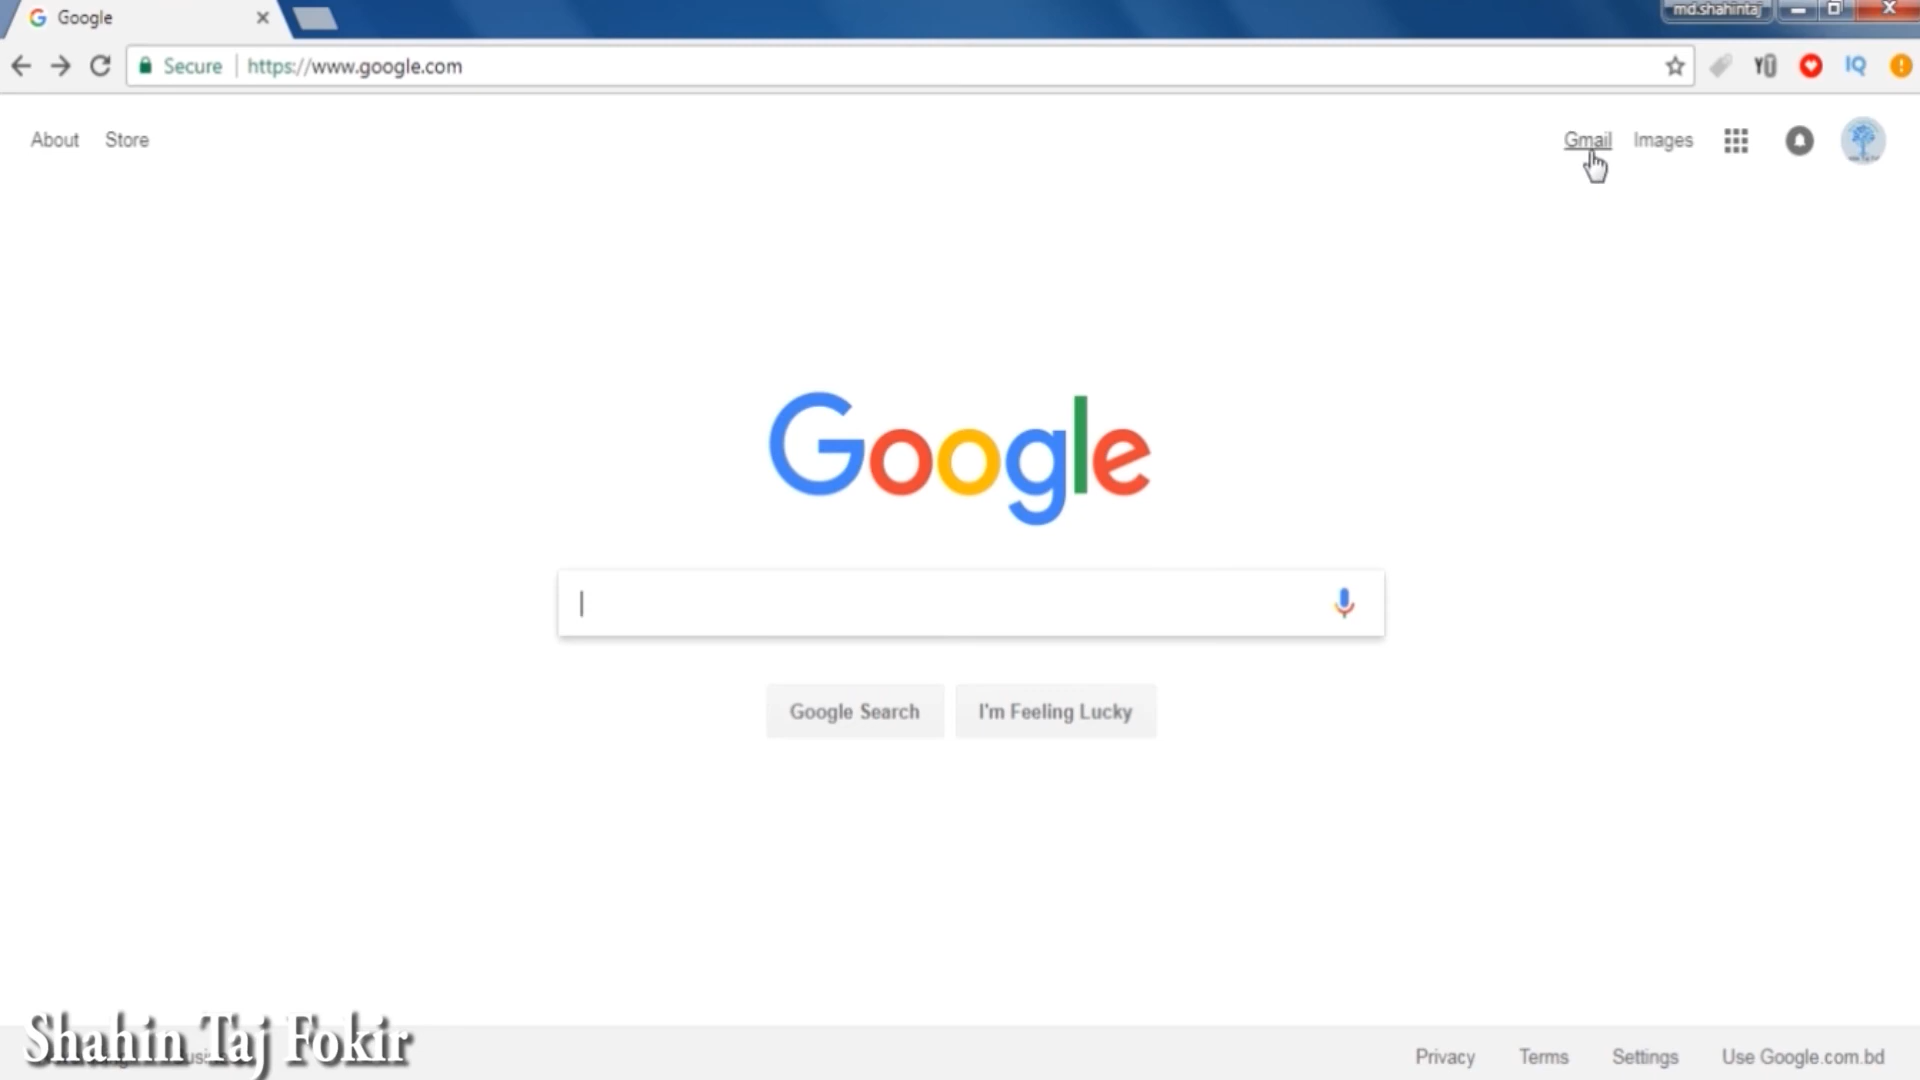 Google
md.shahintaj
Secure https://www.google.com
IQ
About Store
Gmail Images
Google
Google Search I'm Feeling Lucky
Shahin Taj Fokir
Privacy Terms Settings Use Google.com.bd